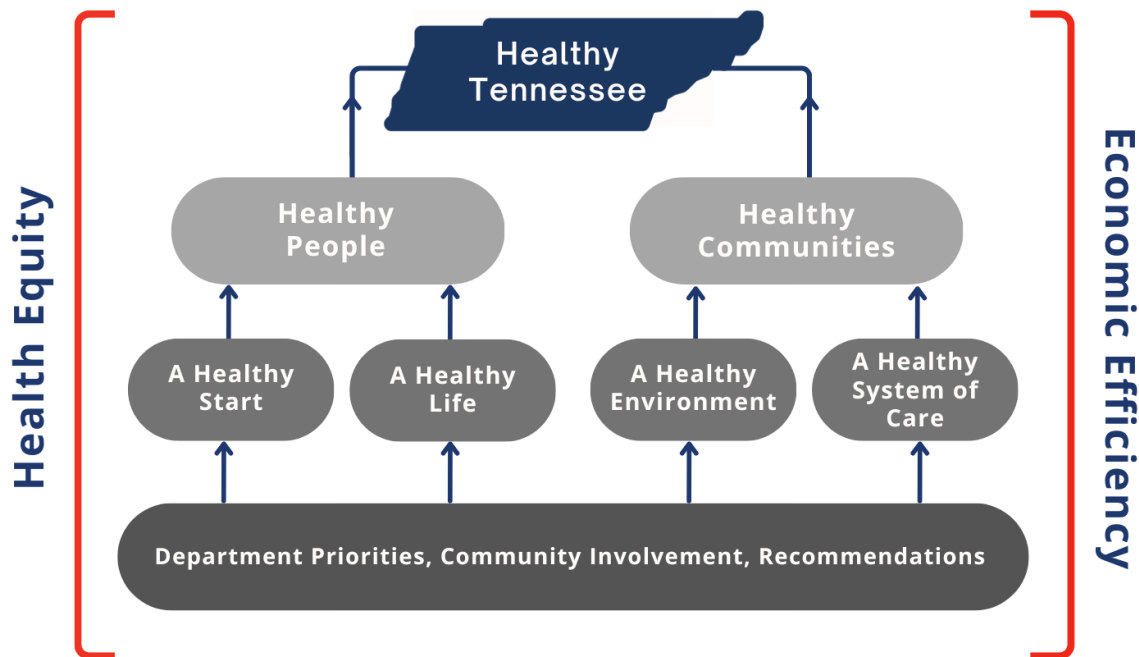 Healthy
Tennessee
Healthy
People
Healthy
Communities
A Healthy
Start
A Healthy
Life
A Healthy
Environment
A Healthy
System of
Care
Department Priorities, Community Involvement, Recommendations
Health Equity
Economic Efficiency